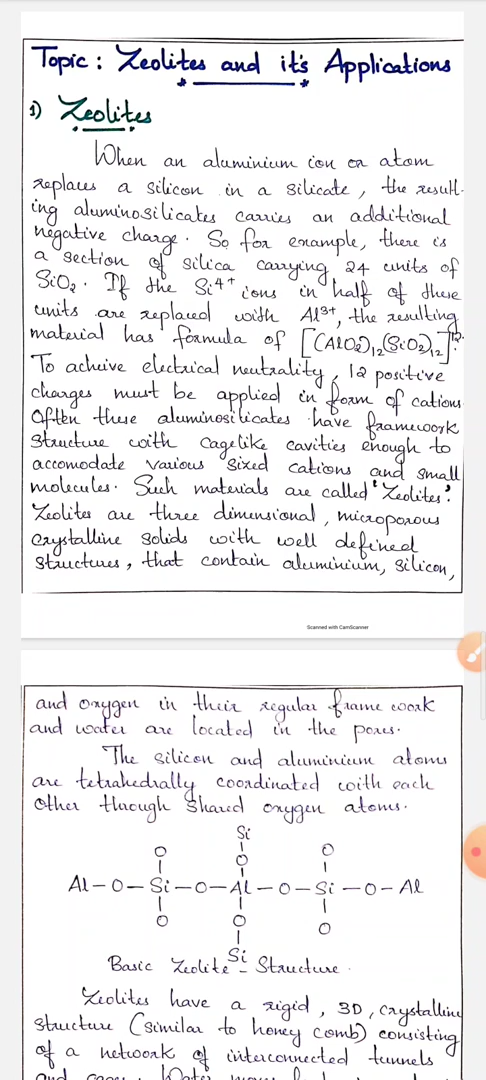 Topic: Zeolites and it's Applications
1) Zeolites
When an aluminium ion or atom
replaces a silicon in a silicate, the result-
ing aluminosilicates carries an additional
negative charge. So for example, there is
a section of silica carrying 24 units of
SiO2. If the Si4+ ions in half of these
units are replaced with Al3+, the resulting
material has formula of [(AlO2)12(SiO2)12]12-
To acheive electrical neutrality, 12 positive
charges must be applied in form of cations.
Often these aluminosilicates have framework
structure with cagelike cavities enough to
accomodate various sized cations and small
molecules. Such materials are called 'Zeolites'.
Zeolites are three dimensional, microporous
crystalline solids with well defined
structures, that contain aluminium, silicon,
Scanned with CamScanner
and oxygen in their regular frame work
and water are located in the pores.
The silicon and aluminium atoms
are tetrahedrally coordinated with each
other through shared oxygen atoms.
Si
O O O
Al-O-Si-O-Al-O-Si-O-Al
O O O
Si
Basic Zeolite - Structure.
Zeolites have a rigid, 3D, crystalline
structure (similar to honey comb) consisting
of a network of interconnected tunnels
and